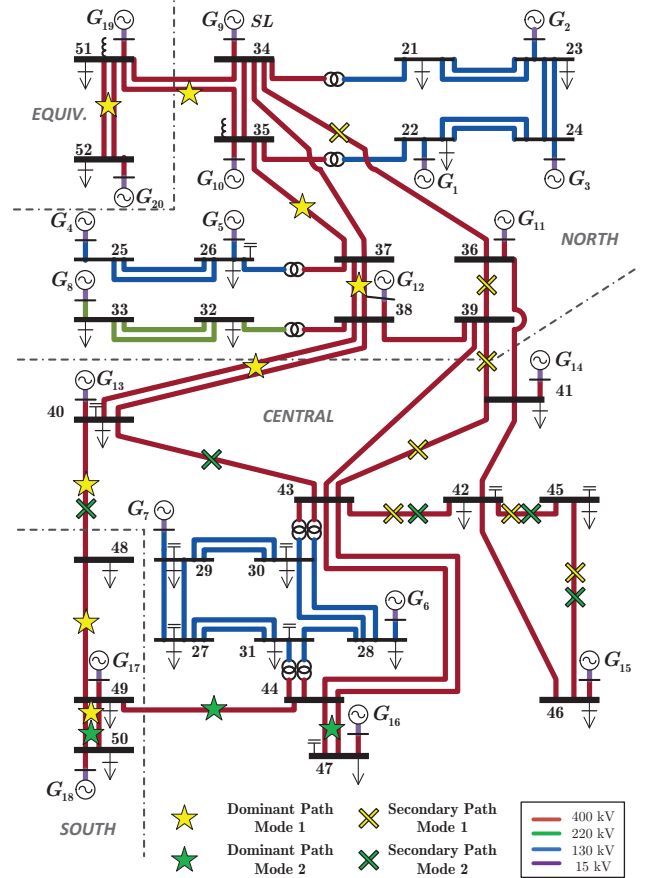 G19
G9 SL
G2
51
34
21
23
EQUIV.
52
35
22
24
G20
G10
G1
G3
G4
G5
G11
NORTH
25
26
37
36
G8
G12
33
32
38
39
G13
G14
40
CENTRAL
41
G7
43
42
45
48
29
30
G6
27
31
28
G17
G15
49
44
46
G16
50
47
G18
SOUTH
Dominant Path
Mode 1
Secondary Path
Mode 1
Dominant Path
Mode 2
Secondary Path
Mode 2
400 kV
220 kV
130 kV
15 kV